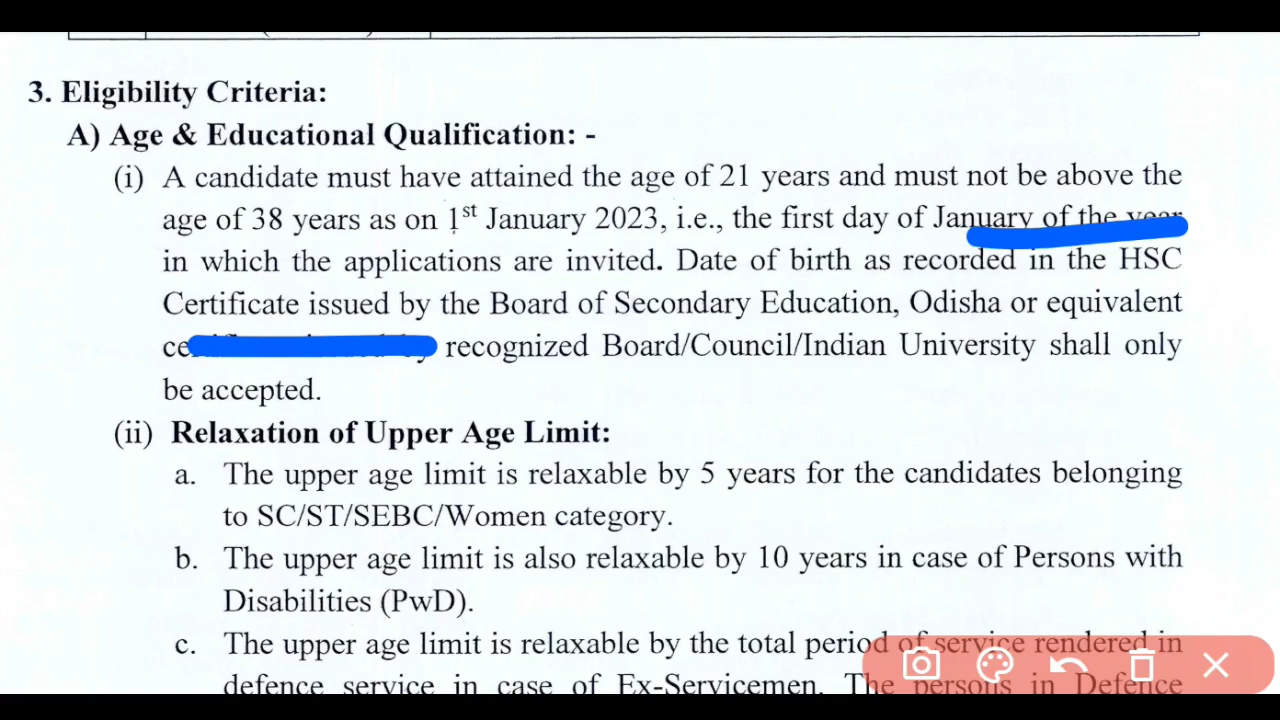 3. Eligibility Criteria:
A) Age & Educational Qualification: -
(i) A candidate must have attained the age of 21 years and must not be above the
age of 38 years as on 1st January 2023, i.e., the first day of January of the year
in which the applications are invited. Date of birth as recorded in the HSC
Certificate issued by the Board of Secondary Education, Odisha or equivalent
recognized Board/Council/Indian University shall only
be accepted.
(ii) Relaxation of Upper Age Limit:
a. The upper age limit is relaxable by 5 years for the candidates belonging
to SC/ST/SEBC/Women category.
b. The upper age limit is also relaxable by 10 years in case of Persons with
Disabilities (PwD).
c. The upper age limit is relaxable by the total period of service rendered in
defence service in case of Ex-Servicemen. The persons in Defence